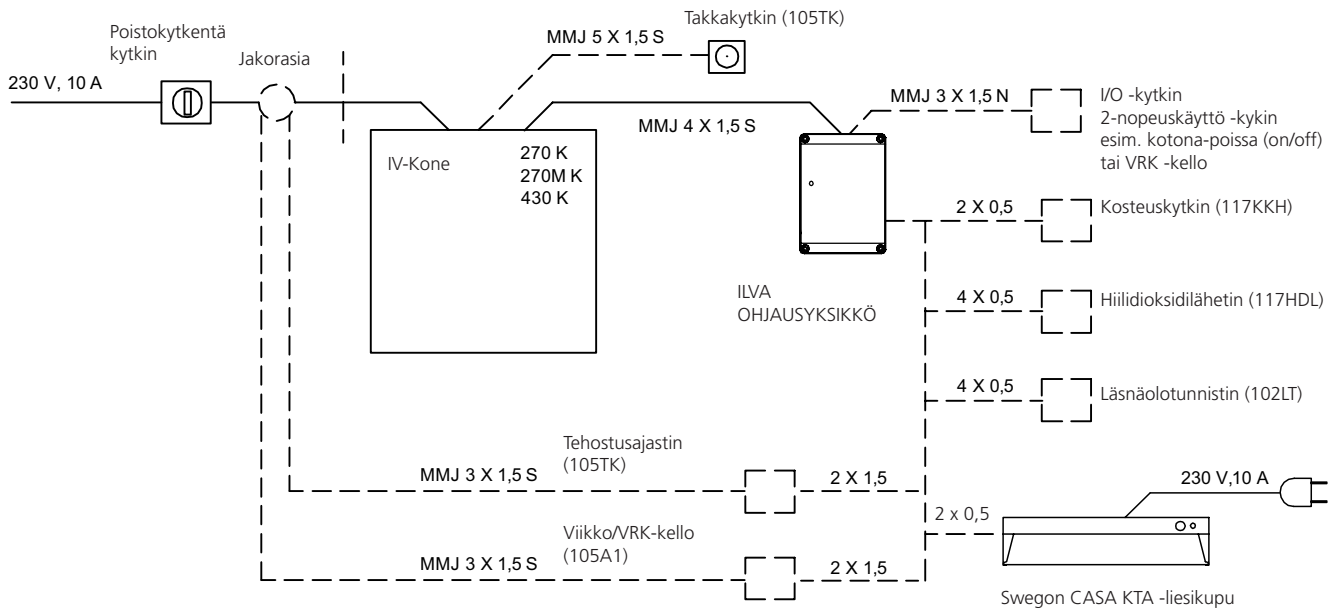 Poistokytkentä
kytkin
Jakorasia
Takkakytkin (105TK)
MMJ 5 X 1,5 S
230 V, 10 A
MMJ 3 X 1,5 N
I/O -kytkin
2-nopeuskäyttö -kykin
esim. kotona-poissa (on/off)
tai VRK -kello
MMJ 4 X 1,5 S
IV-Kone
270 K
270M K
430 K
2 X 0,5
Kosteuskytkin (117KKH)
ILVA
OHJAUSYKSIKKÖ
4 X 0,5
Hiilidioksidilähetin (117HDL)
4 X 0,5
Läsnäolotunnistin (102LT)
Tehostusajastin
(105TK)
MMJ 3 X 1,5 S
2 X 1,5
230 V,10 A
2 x 0,5
Viikko/VRK-kello
(105A1)
MMJ 3 X 1,5 S
2 X 1,5
Swegon CASA KTA -liesikupu